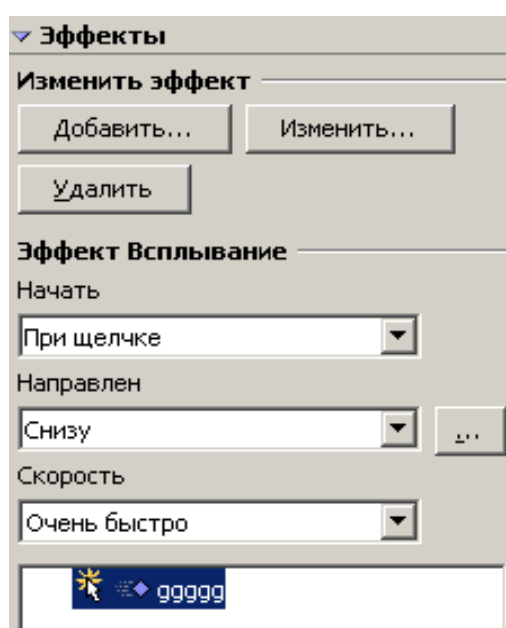 Эффекты
Изменить эффект
Добавить... Изменить...
Удалить
Эффект Всплывание
Начать
При щелчке
Направлен
Снизу ...
Скорость
Очень быстро
ggggg